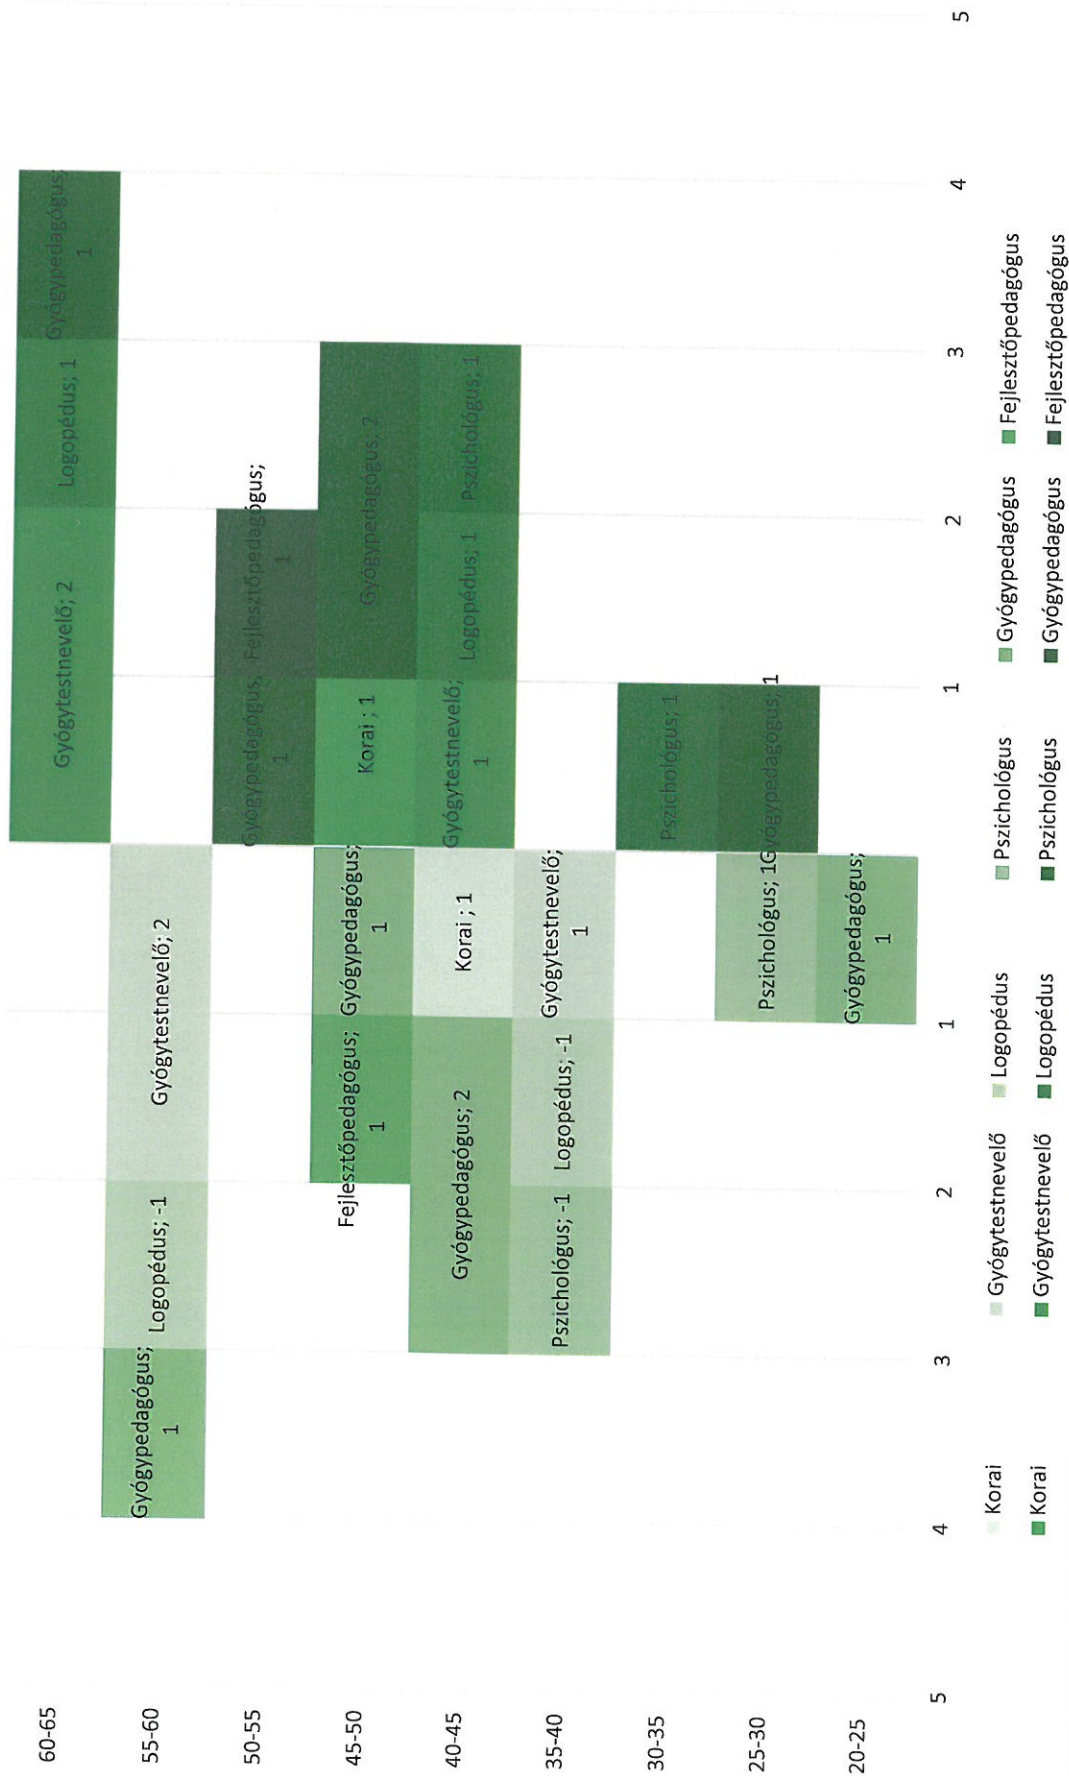 60-65
Gyógytestnevelő; 2
Logopédus; 1
Gyógypedagógus;
1
55-60
Gyógypedagógus;
1
Logopédus; -1
Gyógytestnevelő; 2
50-55
Gyógypedagógus;
1
Fejlesztőpedagógus;
1
45-50
Fejlesztőpedagógus;
1
Gyógypedagógus;
1
Korai ; 1
Gyógypedagógus; 2
40-45
Gyógypedagógus; 2
Korai ; 1
Gyógytestnevelő;
1
Logopédus; 1
Pszichológus; 1
35-40
Pszichológus; -1
Logopédus; -1
Gyógytestnevelő;
1
30-35
Pszichológus; 1
25-30
Pszichológus; 1
Gyógypedagógus; 1
20-25
Gyógypedagógus;
1
5 4 3 2 1 1 2 3 4 5
Korai Gyógytestnevelő Logopédus Pszichológus Gyógypedagógus Fejlesztőpedagógus
Korai Gyógytestnevelő Logopédus Pszichológus Gyógypedagógus Fejlesztőpedagógus